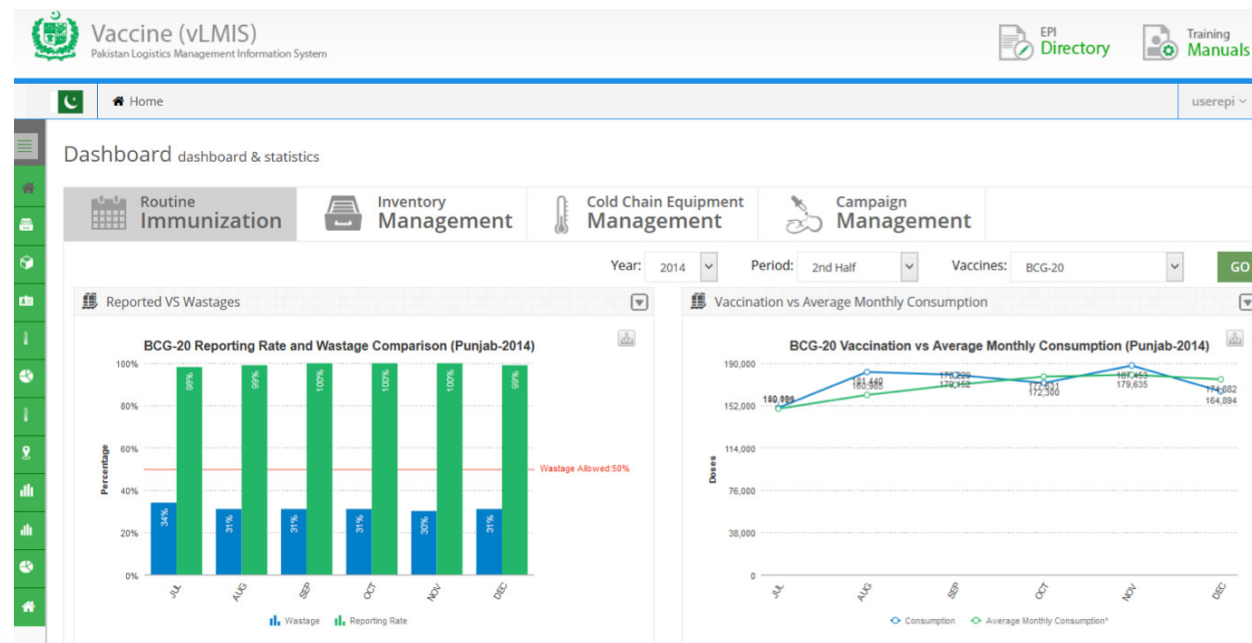 Vaccine (vLMIS)
Pakistan Logistics Management Information System
EPI
Directory
Training
Manuals
Home
userepi
Dashboard dashboard & statistics
Routine
Immunization
Inventory
Management
Cold Chain Equipment
Management
Campaign
Management
Year: 2014 Period: 2nd Half Vaccines: BCG-20 GO
Reported VS Wastages
BCG-20 Reporting Rate and Wastage Comparison (Punjab-2014)
Percentage
100%
80%
60%
40%
20%
0%
34% 98%
31% 99%
31% 100%
31% 100%
30% 100%
31% 99%
Wastage Allowed:50%
JUL AUG SEP OCT NOV DEC
Wastage Reporting Rate
Vaccination vs Average Monthly Consumption
BCG-20 Vaccination vs Average Monthly Consumption (Punjab-2014)
Doses
190,000
152,000
114,000
76,000
38,000
0
181,440
172,300
187,453
179,635
174,882
164,894
JUL AUG SEP OCT NOV DEC
Consumption Average Monthly Consumption*